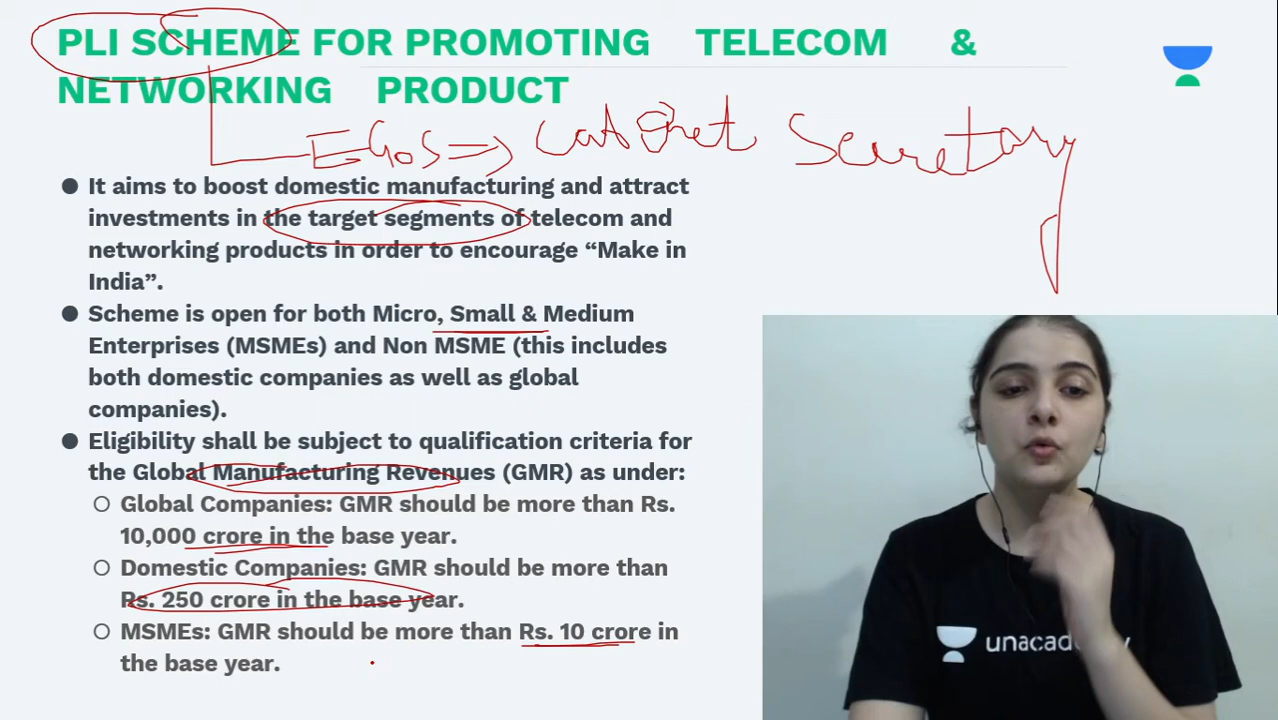 PLI SCHEME FOR PROMOTING TELECOM &
NETWORKING PRODUCT
EGoS ⇒ Cabinet Secretary
● It aims to boost domestic manufacturing and attract
investments in the target segments of telecom and
networking products in order to encourage “Make in
India”.
● Scheme is open for both Micro, Small & Medium
Enterprises (MSMEs) and Non MSME (this includes
both domestic companies as well as global
companies).
● Eligibility shall be subject to qualification criteria for
the Global Manufacturing Revenues (GMR) as under:
○ Global Companies: GMR should be more than Rs.
10,000 crore in the base year.
○ Domestic Companies: GMR should be more than
Rs. 250 crore in the base year.
○ MSMEs: GMR should be more than Rs. 10 crore in
the base year.
unacademy